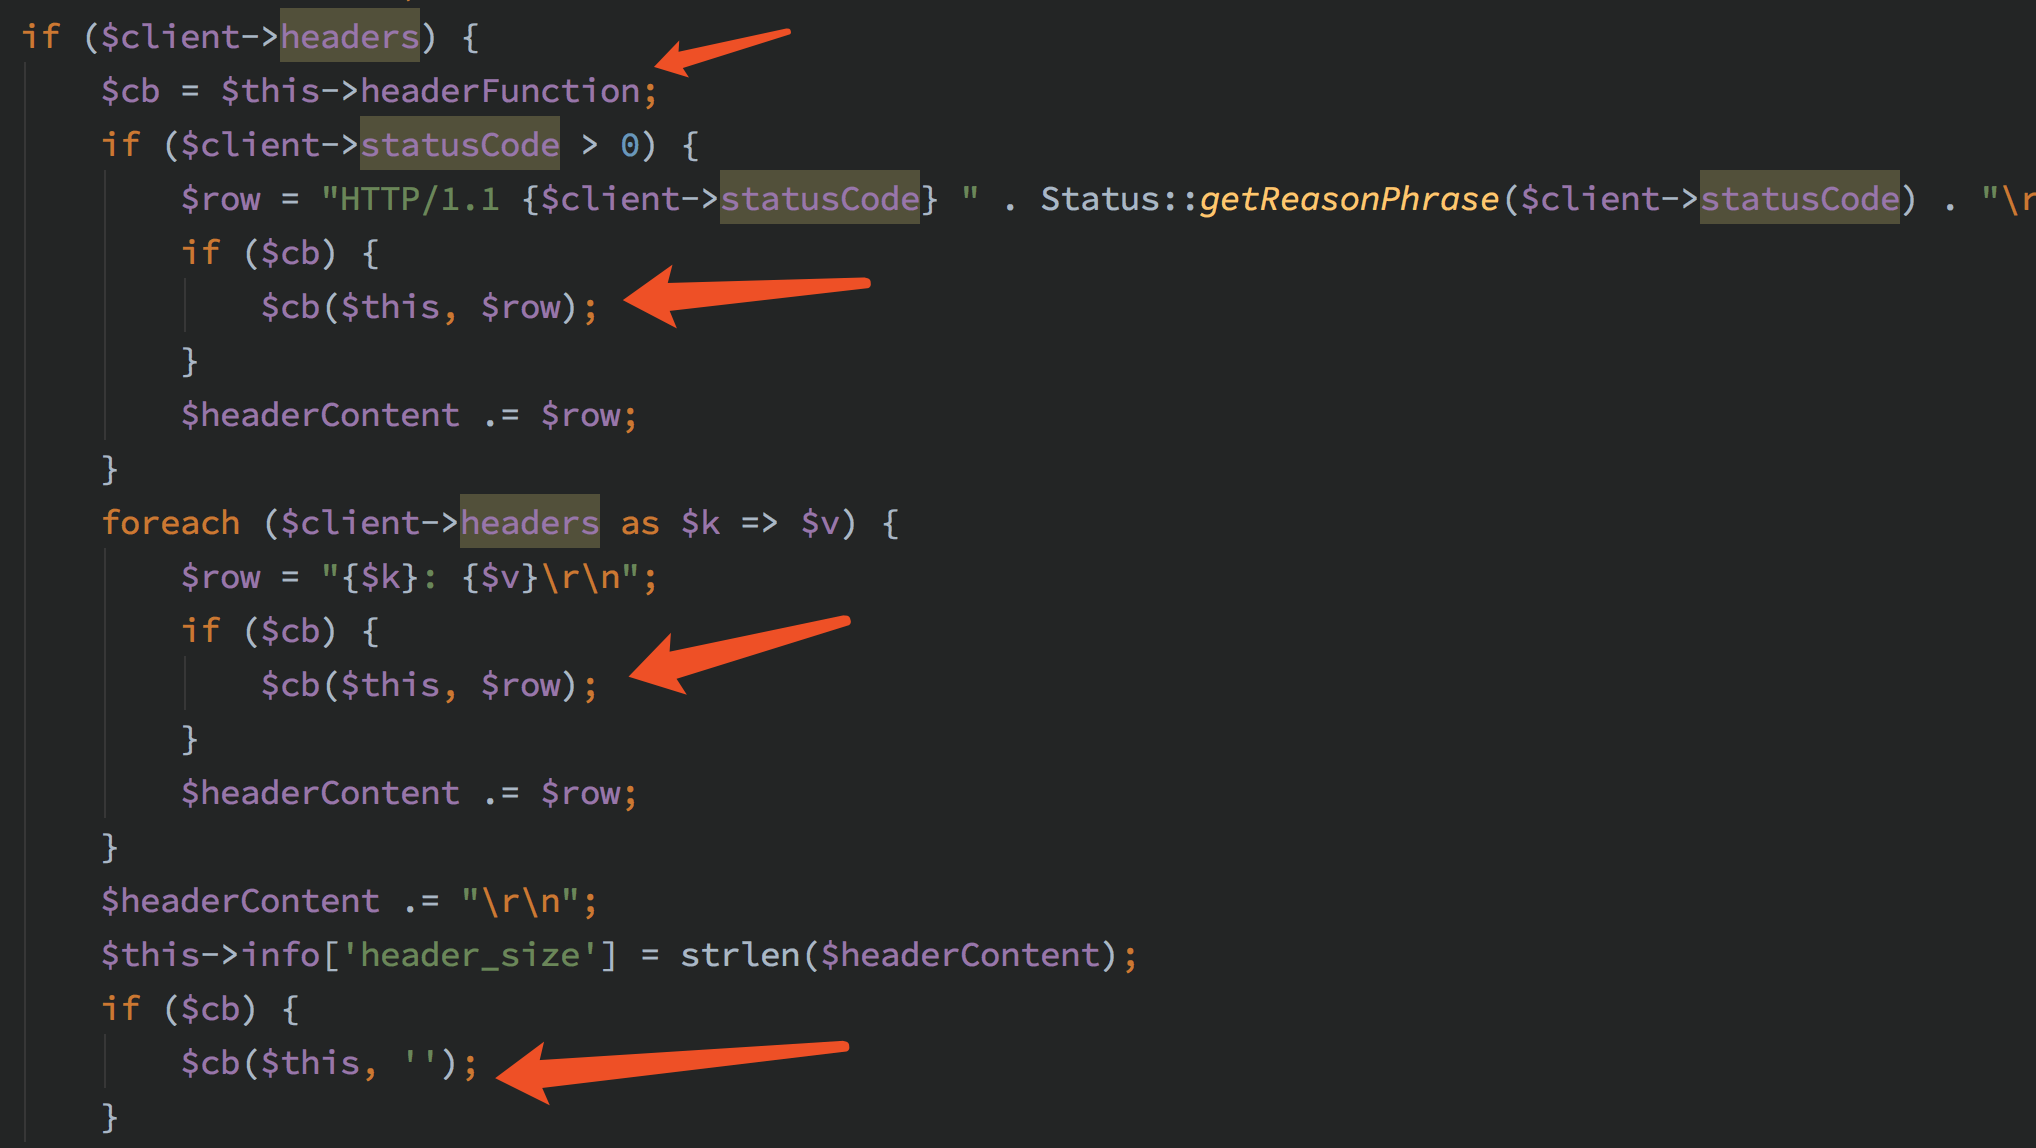 if ($client->headers) {
$cb = $this->headerFunction;
if ($client->statusCode > 0) {
$row = "HTTP/1.1 {$client->statusCode} " . Status::getReasonPhrase($client->statusCode) . "\r
if ($cb) {
$cb($this, $row);
}
$headerContent .= $row;
}
foreach ($client->headers as $k => $v) {
$row = "{$k}: {$v}\r\n";
if ($cb) {
$cb($this, $row);
}
$headerContent .= $row;
}
$headerContent .= "\r\n";
$this->info['header_size'] = strlen($headerContent);
if ($cb) {
$cb($this, '');
}